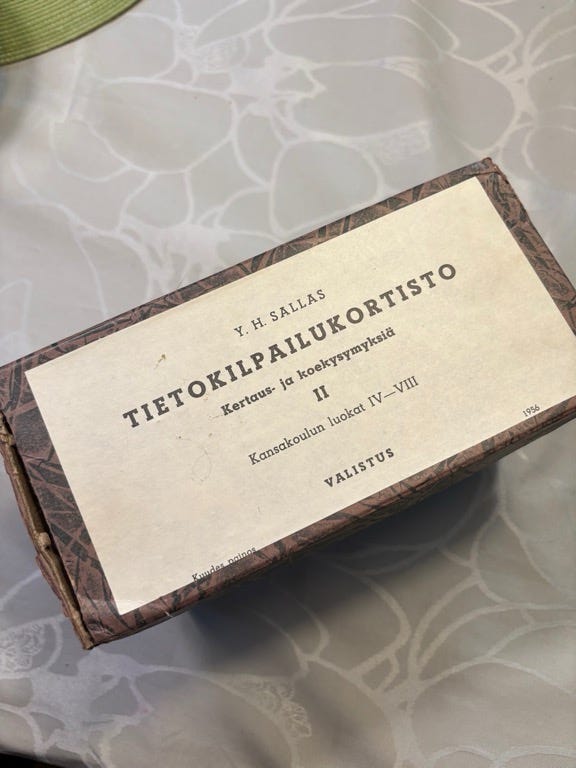 Y. H. SALLAS
TIETOKILPAILUKORTISTO
Kertaus- ja koekysymyksiä
II
Kansakoulun luokat IV—VIII
VALISTUS
Kuudes painos
1956